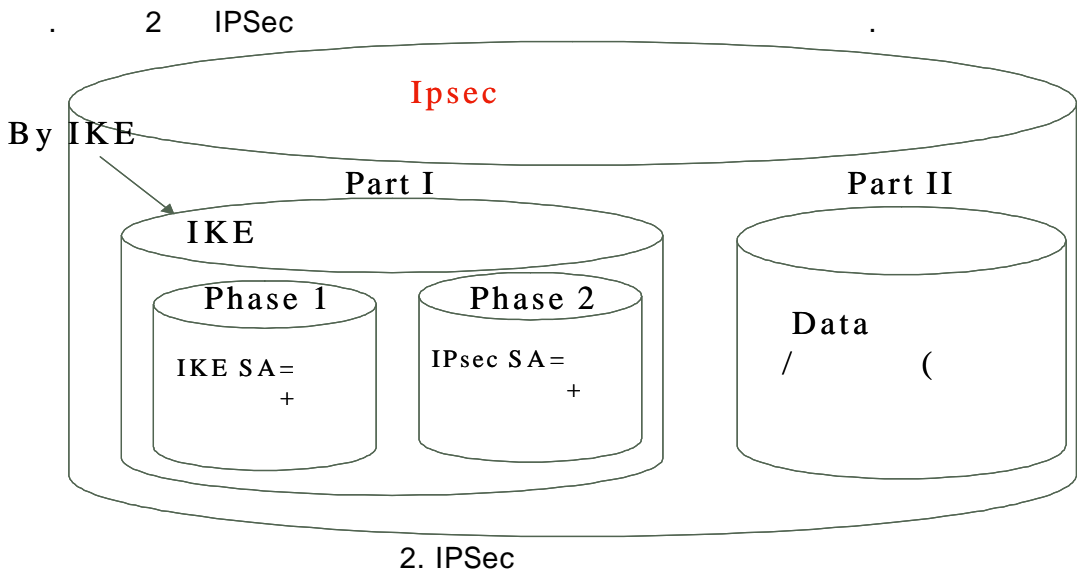 . 2 IPSec .
Ipsec
By IKE
Part I
Part II
IKE
Phase 1
Phase 2
IKE SA=
+
IPsec SA=
+
Data
/ (
2. IPSec